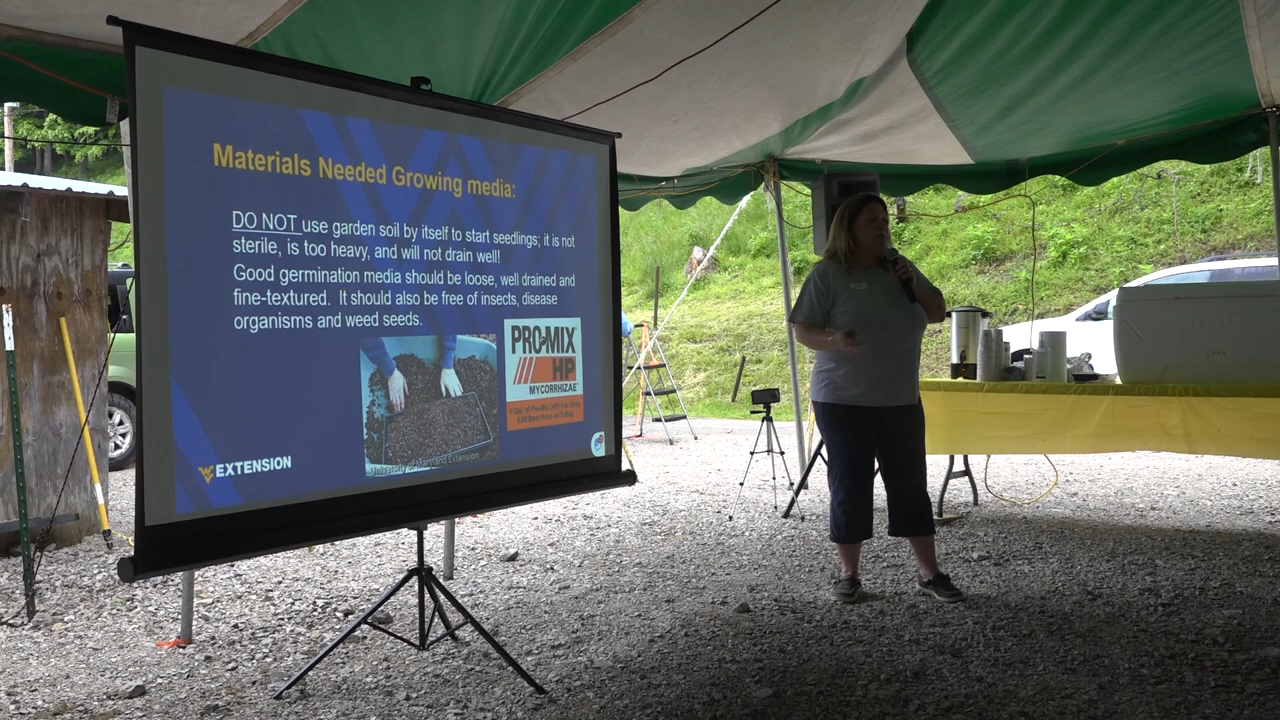 Materials Needed Growing media:
DO NOT use garden soil by itself to start seedlings; it is not
sterile, is too heavy, and will not drain well!
Good germination media should be loose, well drained and
fine-textured. It should also be free of insects, disease
organisms and weed seeds.
PRO-MIX
HP
MYCORRHIZAE
University of Maryland Extension
EXTENSION